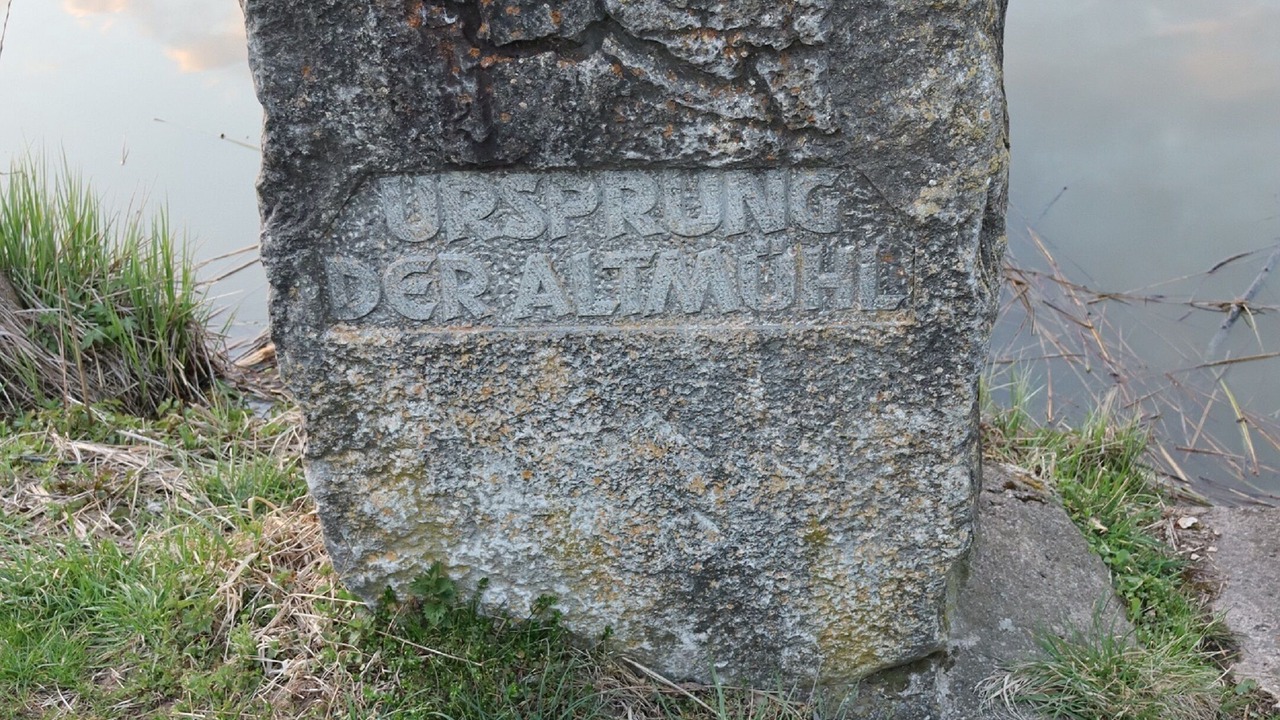 URSPRUNG
DER ALTMÜHL